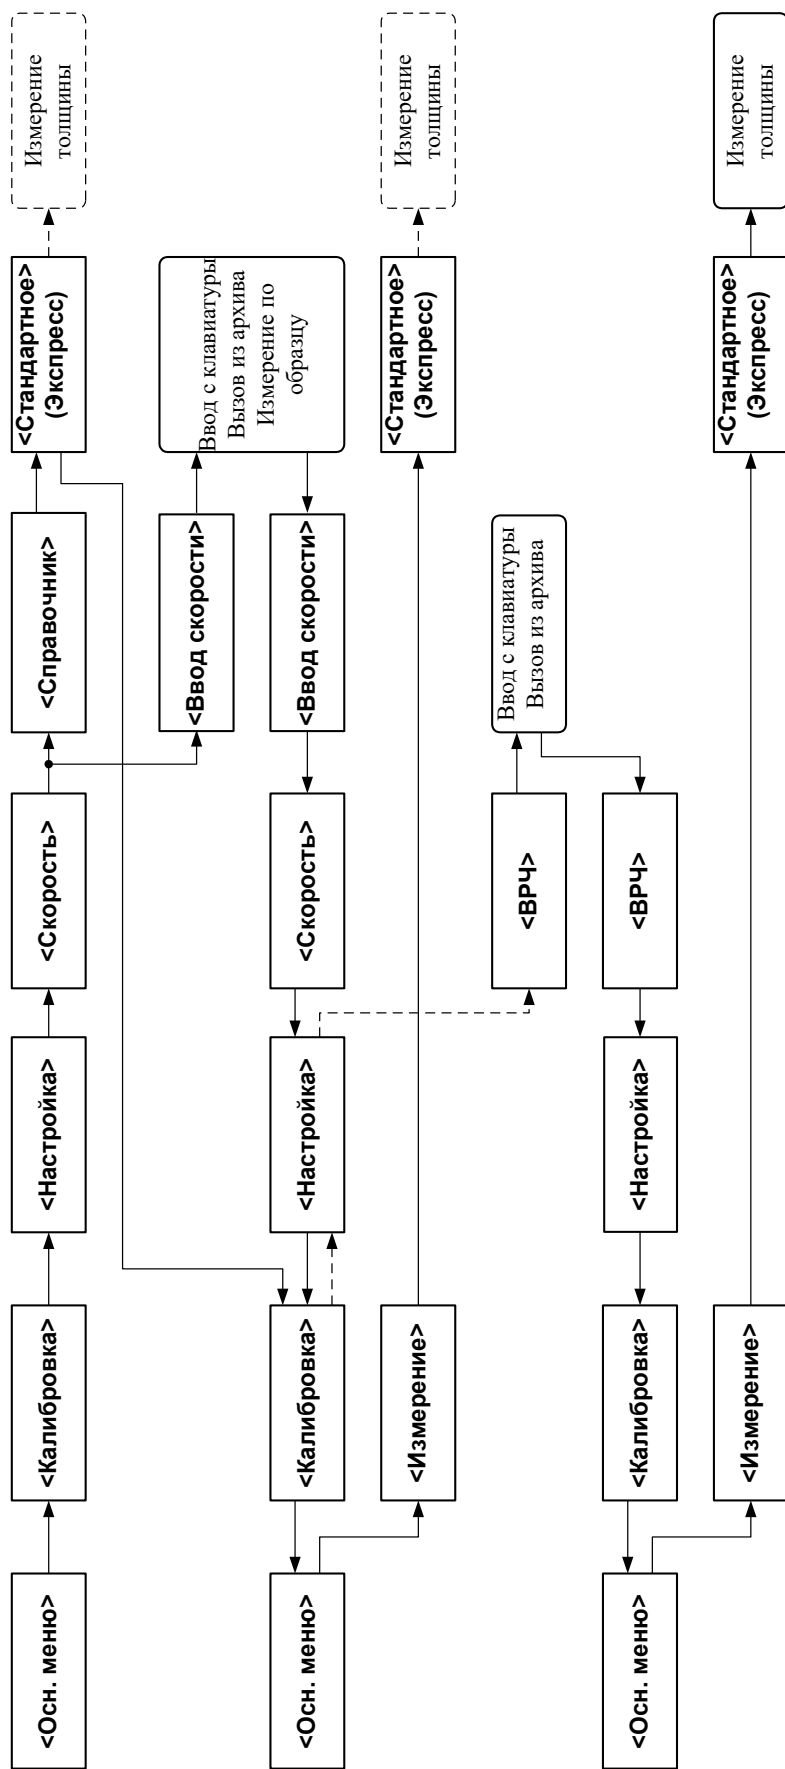 <Осн. меню>
<Калибровка>
<Настройка>
<Скорость>
<Справочник>
<Стандартное>
(Экспресс)
Измерение
толщины
<Ввод скорости>
Ввод с клавиатуры
Вызов из архива
Измерение по
образцу
<Осн. меню>
<Калибровка>
<Настройка>
<Скорость>
<Ввод скорости>
<Измерение>
<Стандартное>
(Экспресс)
Измерение
толщины
<ВРЧ>
Ввод с клавиатуры
Вызов из архива
<Осн. меню>
<Калибровка>
<Настройка>
<ВРЧ>
<Измерение>
<Стандартное>
(Экспресс)
Измерение
толщины